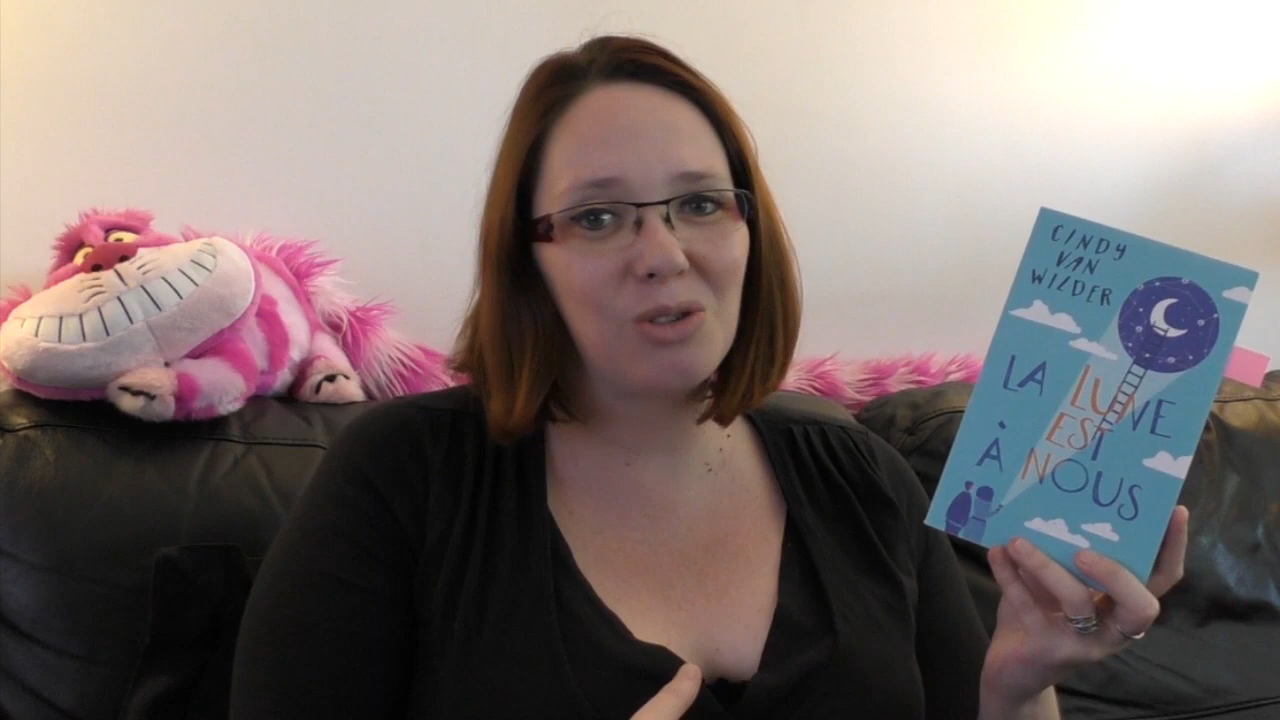 CINDY
VAN
WILDER
LA LUNE
EST
À NOUS